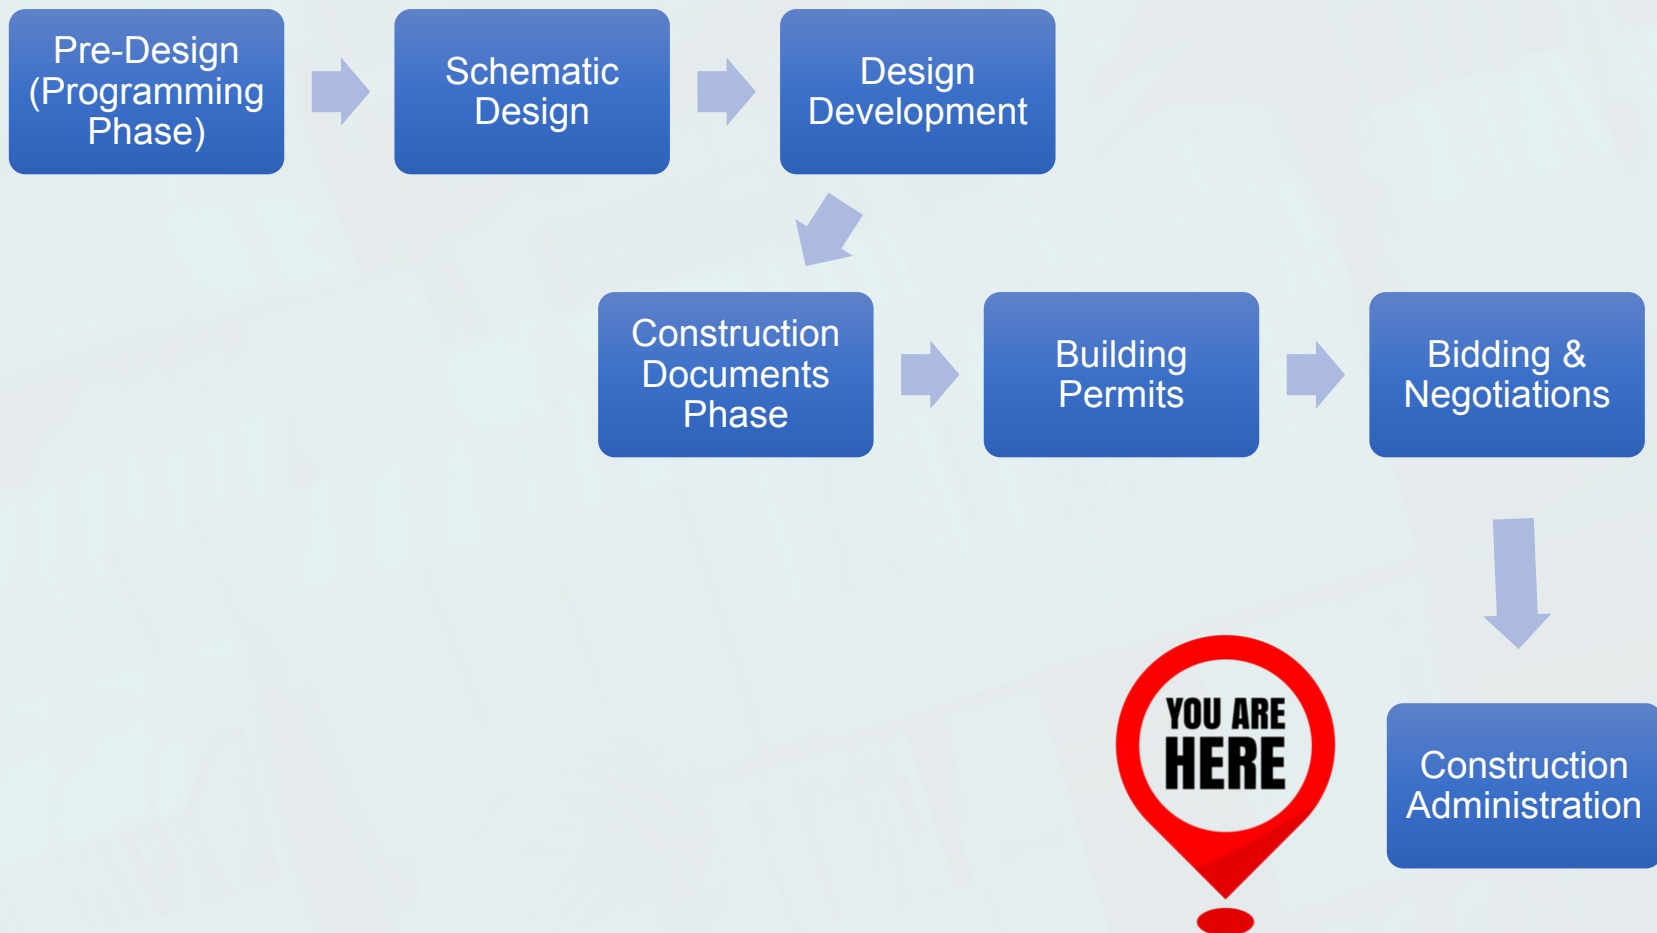 Pre-Design
(Programming
Phase)
Schematic
Design
Design
Development
Construction
Documents
Phase
Building
Permits
Bidding &
Negotiations
YOU ARE
HERE
Construction
Administration